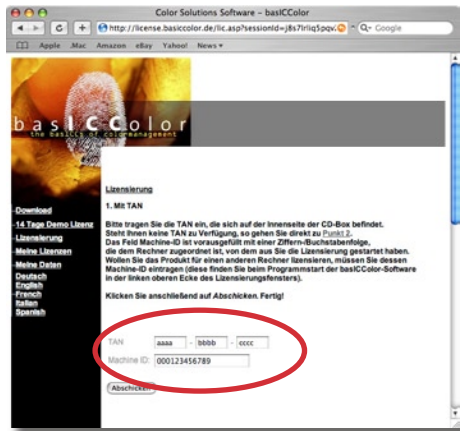 Color Solutions Software – basICColor
http://license.basiccolor.de/lic.asp?sessionId=j8s7lrliq5pqv
Q- Google
Apple .Mac Amazon eBay Yahoo! News ▾
basICColor
the basICCs of colormanagement
Lizensierung
1. Mit TAN
Bitte tragen Sie die TAN ein, die sich auf der Innenseite der CD-Box befindet.
Steht Ihnen keine TAN zu Verfügung, so gehen Sie direkt zu Punkt 2.
Das Feld Machine-ID ist vorausgefüllt mit einer Ziffern-/Buchstabenfolge,
die dem Rechner zugeordnet ist, von dem aus Sie die Lizensierung gestartet haben.
Wollen Sie das Produkt für einen anderen Rechner lizensieren, müssen Sie dessen
Machine-ID eintragen (diese finden Sie beim Programmstart der basICColor-Software
in der linken oberen Ecke des Lizensierungsfensters).
Klicken Sie anschließend auf Abschicken. Fertig!
TAN aaaa - bbbb - cccc
Machine ID: 000123456789
Abschicken
Download
14 Tage Demo Lizenz
Lizensierung
Meine Lizenzen
Meine Daten
Deutsch
English
French
Italian
Spanish